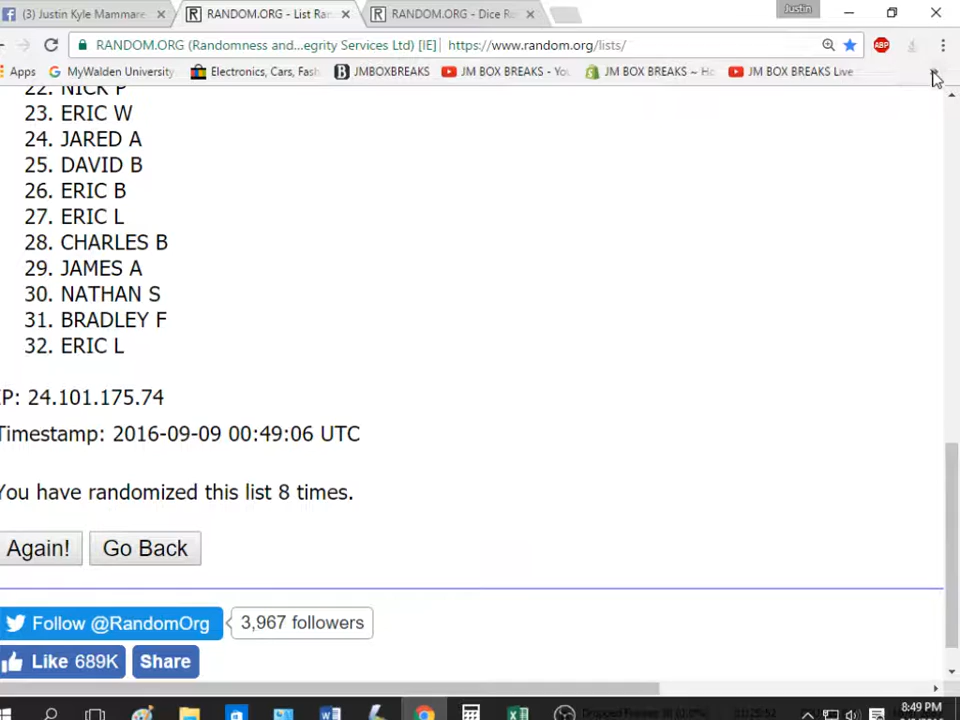 (3) Justin Kyle Mammare
RANDOM.ORG - List Ra
RANDOM.ORG - Dice R
Justin
RANDOM.ORG (Randomness and...egrity Services Ltd) [IE] https://www.random.org/lists/
ABP
Apps
MyWalden University
Electronics, Cars, Fash
JMBOXBREAKS
JM BOX BREAKS - You
JM BOX BREAKS ~ Ho
JM BOX BREAKS Live
22. NICK P
23. ERIC W
24. JARED A
25. DAVID B
26. ERIC B
27. ERIC L
28. CHARLES B
29. JAMES A
30. NATHAN S
31. BRADLEY F
32. ERIC L
IP: 24.101.175.74
Timestamp: 2016-09-09 00:49:06 UTC
You have randomized this list 8 times.
Again!
Go Back
Follow @RandomOrg
3,967 followers
Like 689K
Share
8:49 PM